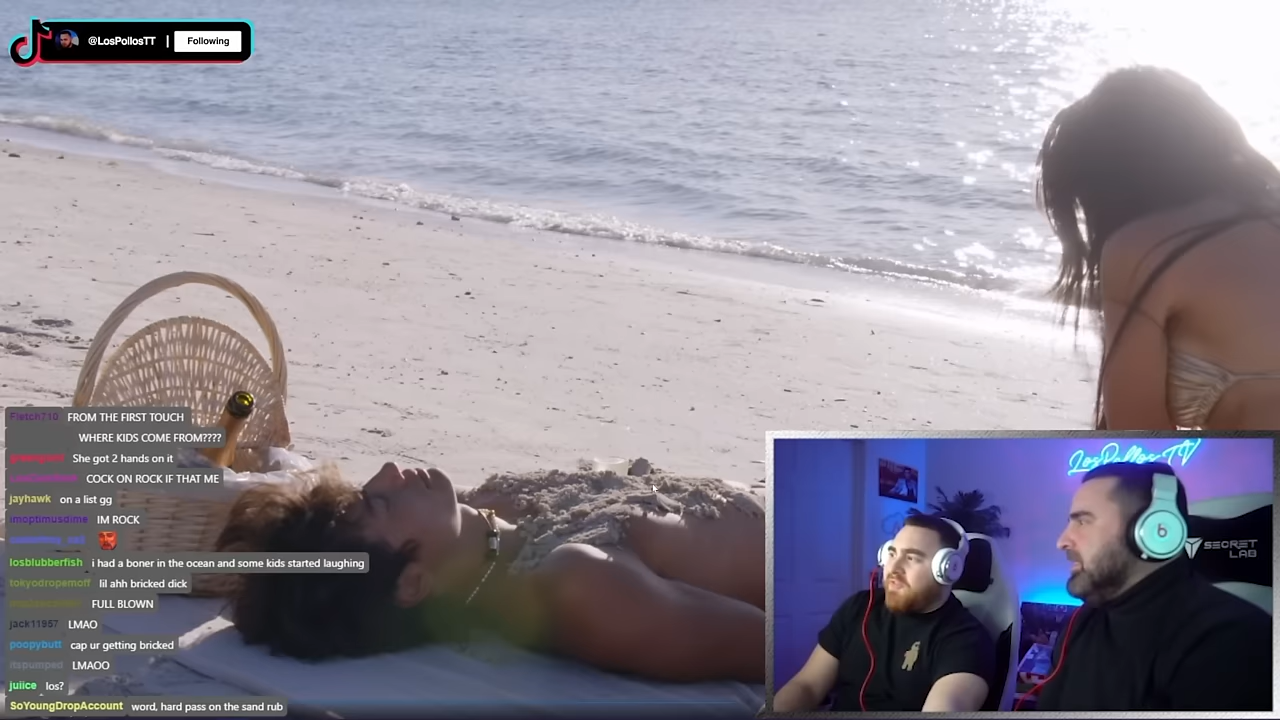 @LosPollosTT | Following
FROM THE FIRST TOUCH
WHERE KIDS COME FROM????
She got 2 hands on it
COCK ON ROCK IF THAT ME
jayhawk on a list gg
imoptimusdime IM ROCK
losblubberfish i had a boner in the ocean and some kids started laughing
tokyodropemoff lil ahh bricked dick
FULL BLOWN
jack11957 LMAO
poopybutt cap ur getting bricked
itspumped LMAOO
juiice los?
SoYoungDropAccount word, hard pass on the sand rub
LosPollosTV
SECRET
LAB